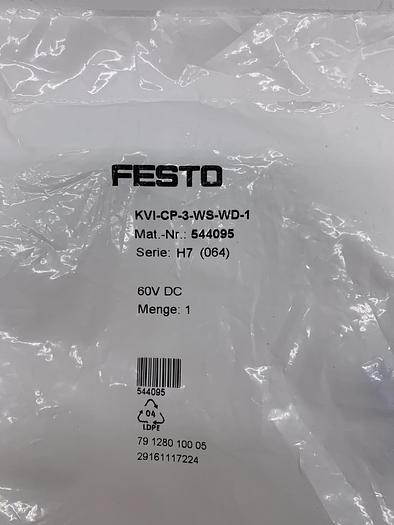 FESTO
KVI-CP-3-WS-WD-1
Mat.-Nr.: 544095
Serie: H7 (064)
60V DC
Menge: 1
544095
04
LDPE
79 1280 100 05
29161117224